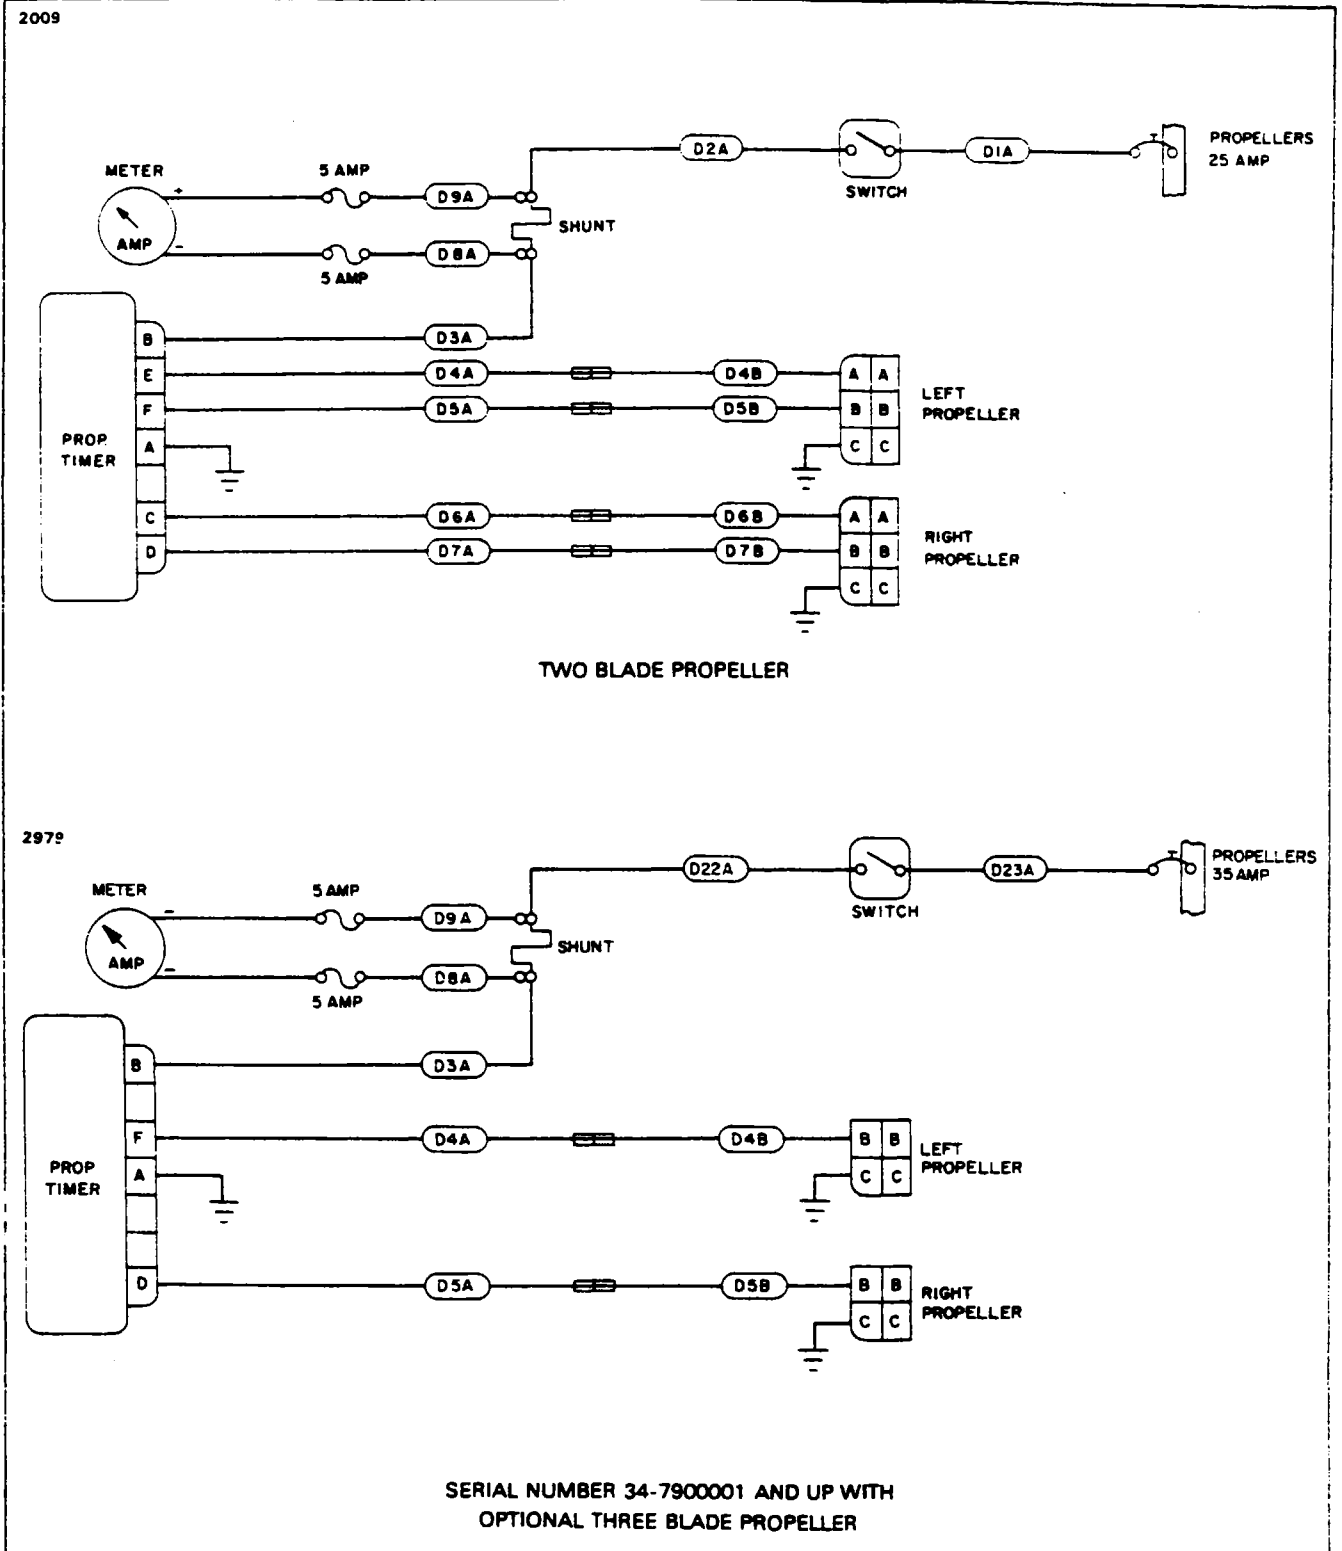 2009
PROPELLERS
25 AMP
D2A
D1A
SWITCH
METER
5 AMP
+
D9A
SHUNT
AMP
-
D8A
5 AMP
B
D3A
E
D4A
D4B
A A
LEFT
PROPELLER
F
D5A
D5B
B B
PROP.
TIMER
A
C C
C
D6A
D6B
A A
RIGHT
PROPELLER
D
D7A
D7B
B B
C C
TWO BLADE PROPELLER
2979
PROPELLERS
35 AMP
D22A
D23A
SWITCH
METER
5 AMP
-
D9A
SHUNT
AMP
-
D8A
5 AMP
B
D3A
F
D4A
D4B
B B
LEFT
PROPELLER
PROP
TIMER
A
C C
D
D5A
D5B
B B
RIGHT
PROPELLER
C C
SERIAL NUMBER 34-7900001 AND UP WITH
OPTIONAL THREE BLADE PROPELLER